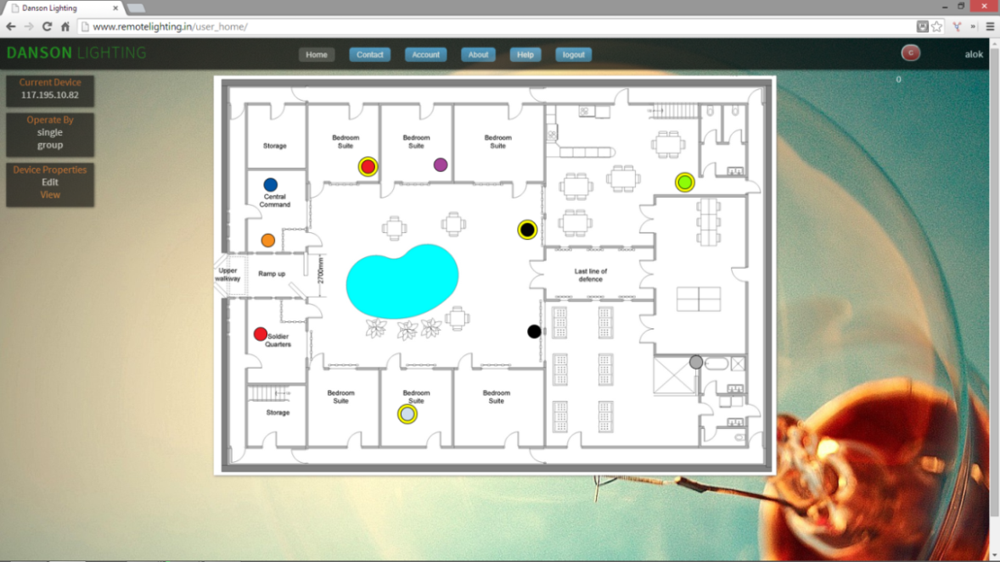 Danson Lighting
www.remotelighting.in/user_home/
DANSON LIGHTING
Home
Contact
Account
About
Help
logout
C
alok
0
Current Device
117.195.10.82
Operate By
single
group
Device Properties
Edit
View
Storage
Bedroom
Suite
Bedroom
Suite
Bedroom
Suite
Central
Command
Upper
walkway
Ramp up
2700mm
Last line of
defence
Soldier
Quarters
Storage
Bedroom
Suite
Bedroom
Suite
Bedroom
Suite